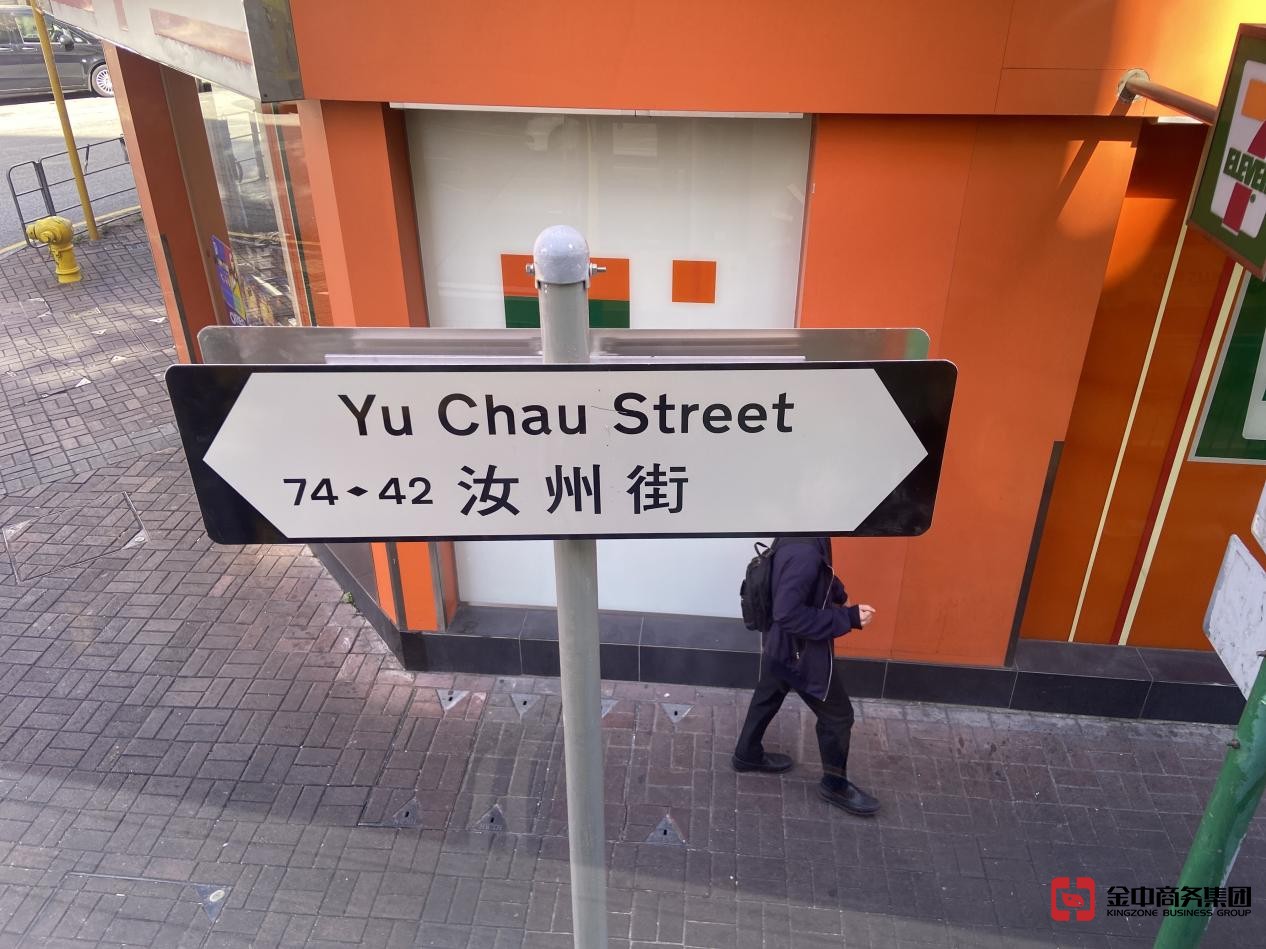 ELEVEN
Yu Chau Street
74◆42 汝州街
金中商务集团
KINGZONE BUSINESS GROUP